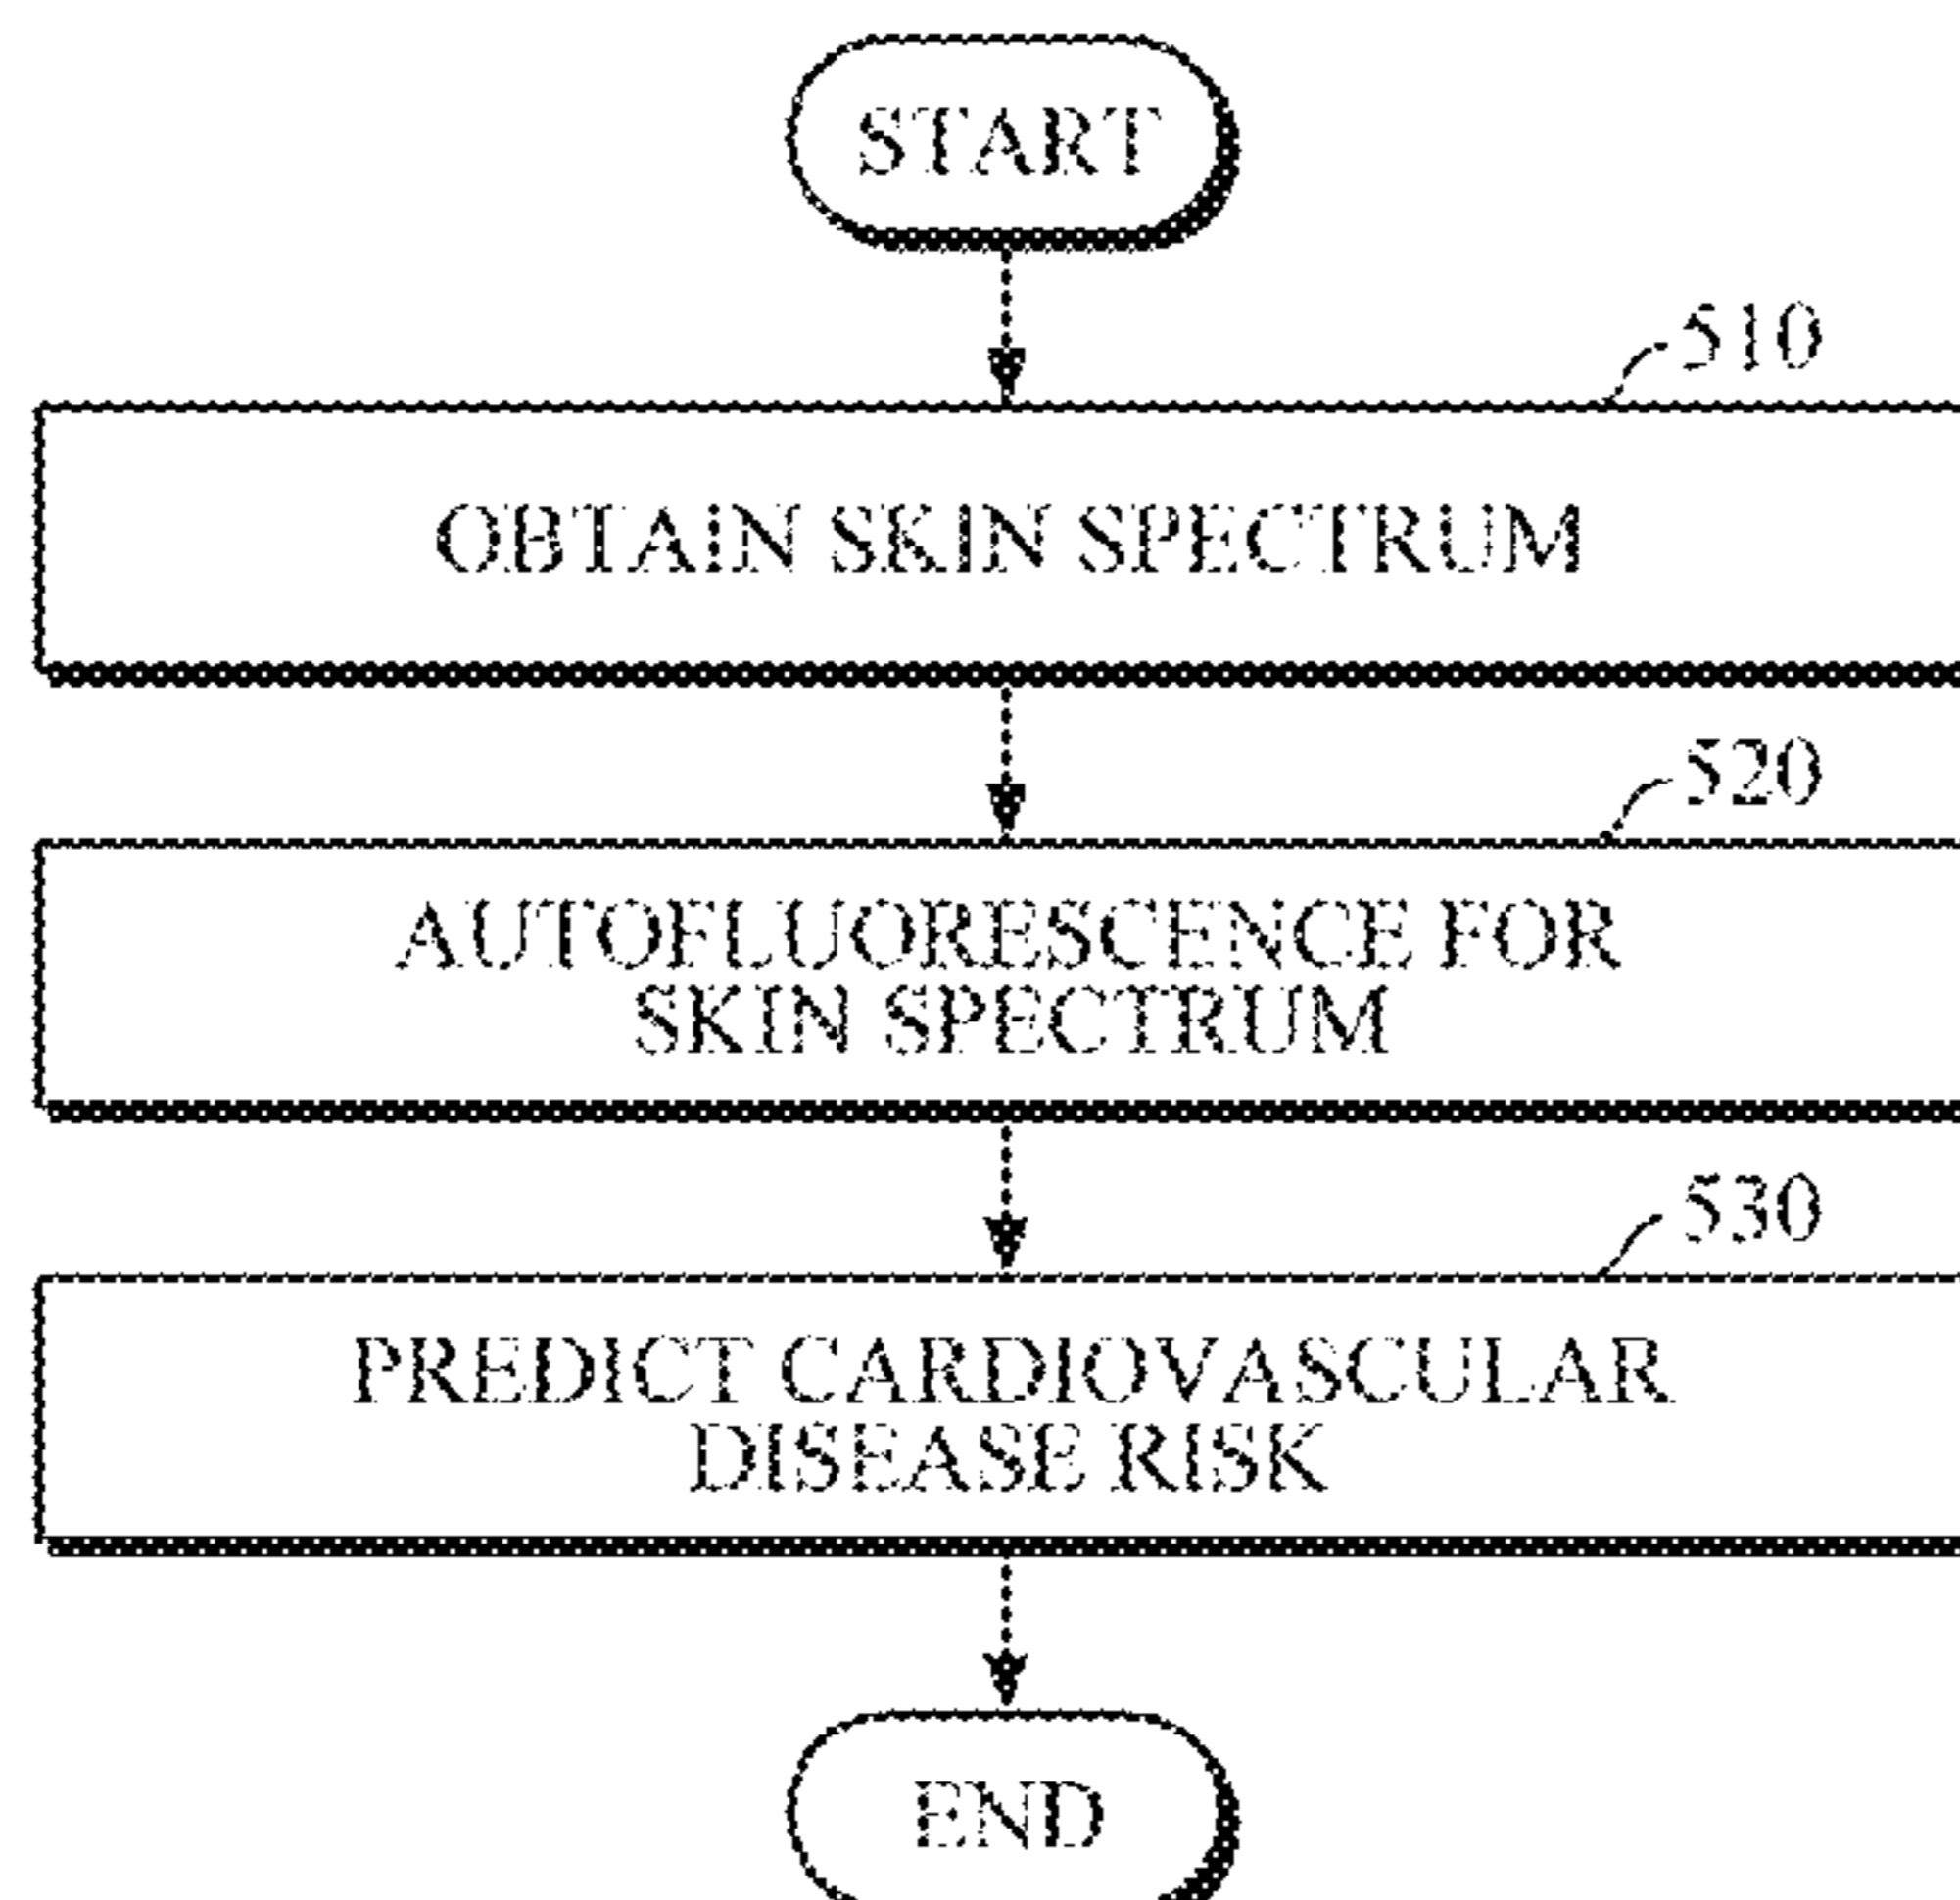 START
510
OBTAIN SKIN SPECTRUM
520
AUTOFLUORESCENCE FOR
SKIN SPECTRUM
530
PREDICT CARDIOVASCULAR
DISEASE RISK
END